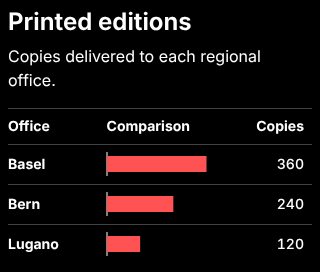 Printed editions
Copies delivered to each regional
office.
Office Comparison Copies
Basel 360
Bern 240
Lugano 120